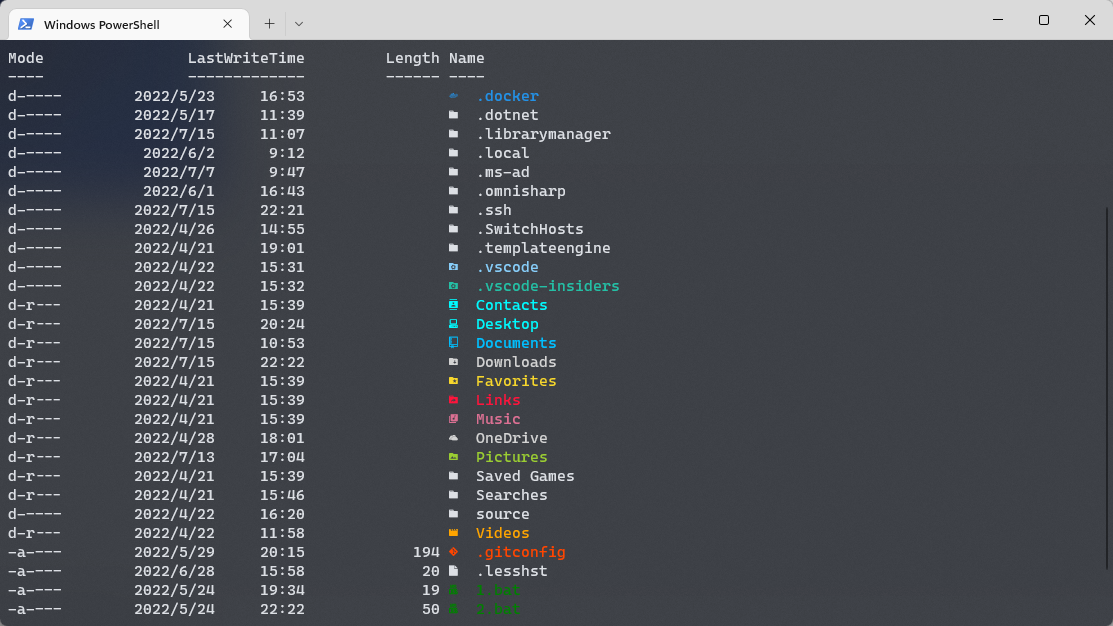 Windows PowerShell
Mode LastWriteTime Length Name
---- ------------- ------ ----
d----- 2022/5/23 16:53 .docker
d----- 2022/5/17 11:39 .dotnet
d----- 2022/7/15 11:07 .librarymanager
d----- 2022/6/2 9:12 .local
d----- 2022/7/7 9:47 .ms-ad
d----- 2022/6/1 16:43 .omnisharp
d----- 2022/7/15 22:21 .ssh
d----- 2022/4/26 14:55 .SwitchHosts
d----- 2022/4/21 19:01 .templateengine
d----- 2022/4/22 15:31 .vscode
d----- 2022/4/22 15:32 .vscode-insiders
d-r--- 2022/4/21 15:39 Contacts
d-r--- 2022/7/15 20:24 Desktop
d-r--- 2022/7/15 10:53 Documents
d-r--- 2022/7/15 22:22 Downloads
d-r--- 2022/4/21 15:39 Favorites
d-r--- 2022/4/21 15:39 Links
d-r--- 2022/4/21 15:39 Music
d-r--- 2022/4/28 18:01 OneDrive
d-r--- 2022/7/13 17:04 Pictures
d-r--- 2022/4/21 15:39 Saved Games
d-r--- 2022/4/21 15:46 Searches
d----- 2022/4/22 16:20 source
d-r--- 2022/4/22 11:58 Videos
-a---- 2022/5/29 20:15 194 .gitconfig
-a---- 2022/6/28 15:58 20 .lesshst
-a---- 2022/5/24 19:34 19 1.bat
-a---- 2022/5/24 22:22 50 2.bat